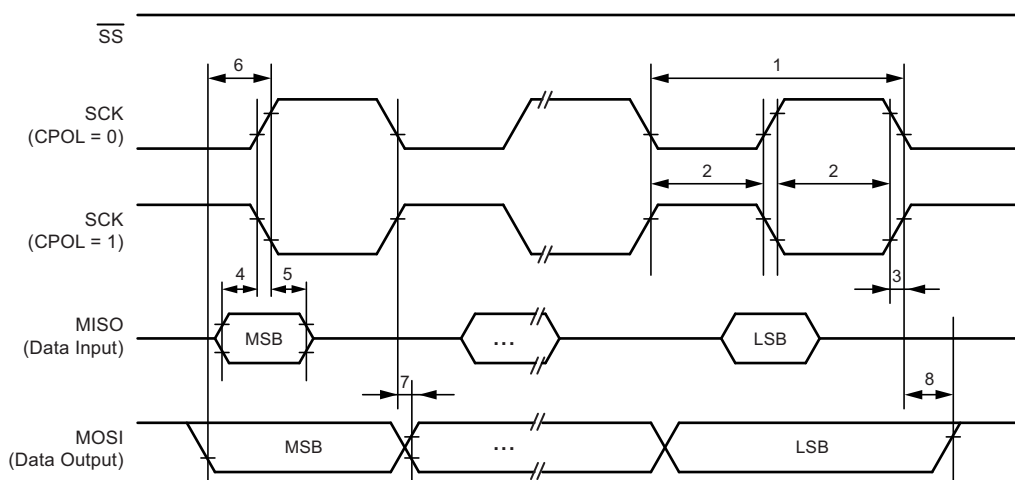 SS
6
1
SCK
(CPOL = 0)
2
2
SCK
(CPOL = 1)
4
5
3
MISO
(Data Input)
MSB
...
LSB
7
8
MOSI
(Data Output)
MSB
...
LSB